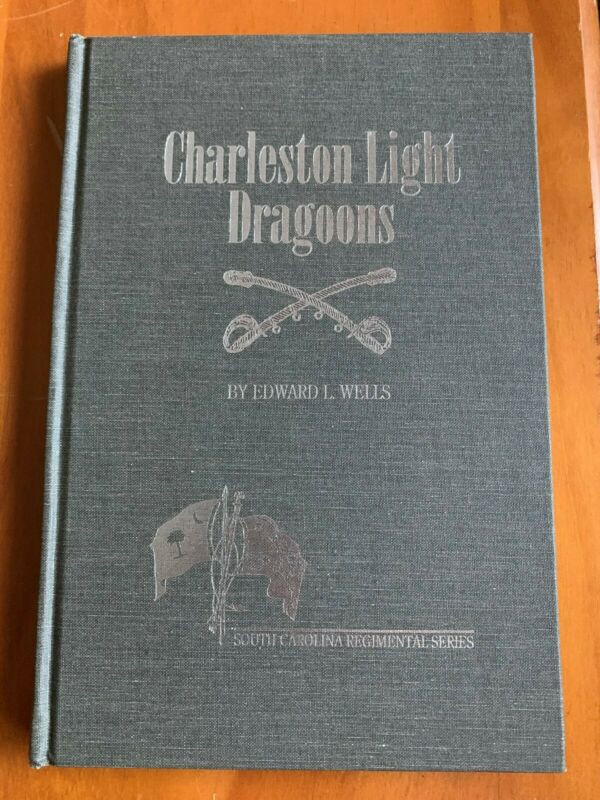 Charleston Light
Dragoons
BY EDWARD L. WELLS
SOUTH CAROLINA REGIMENTAL SERIES